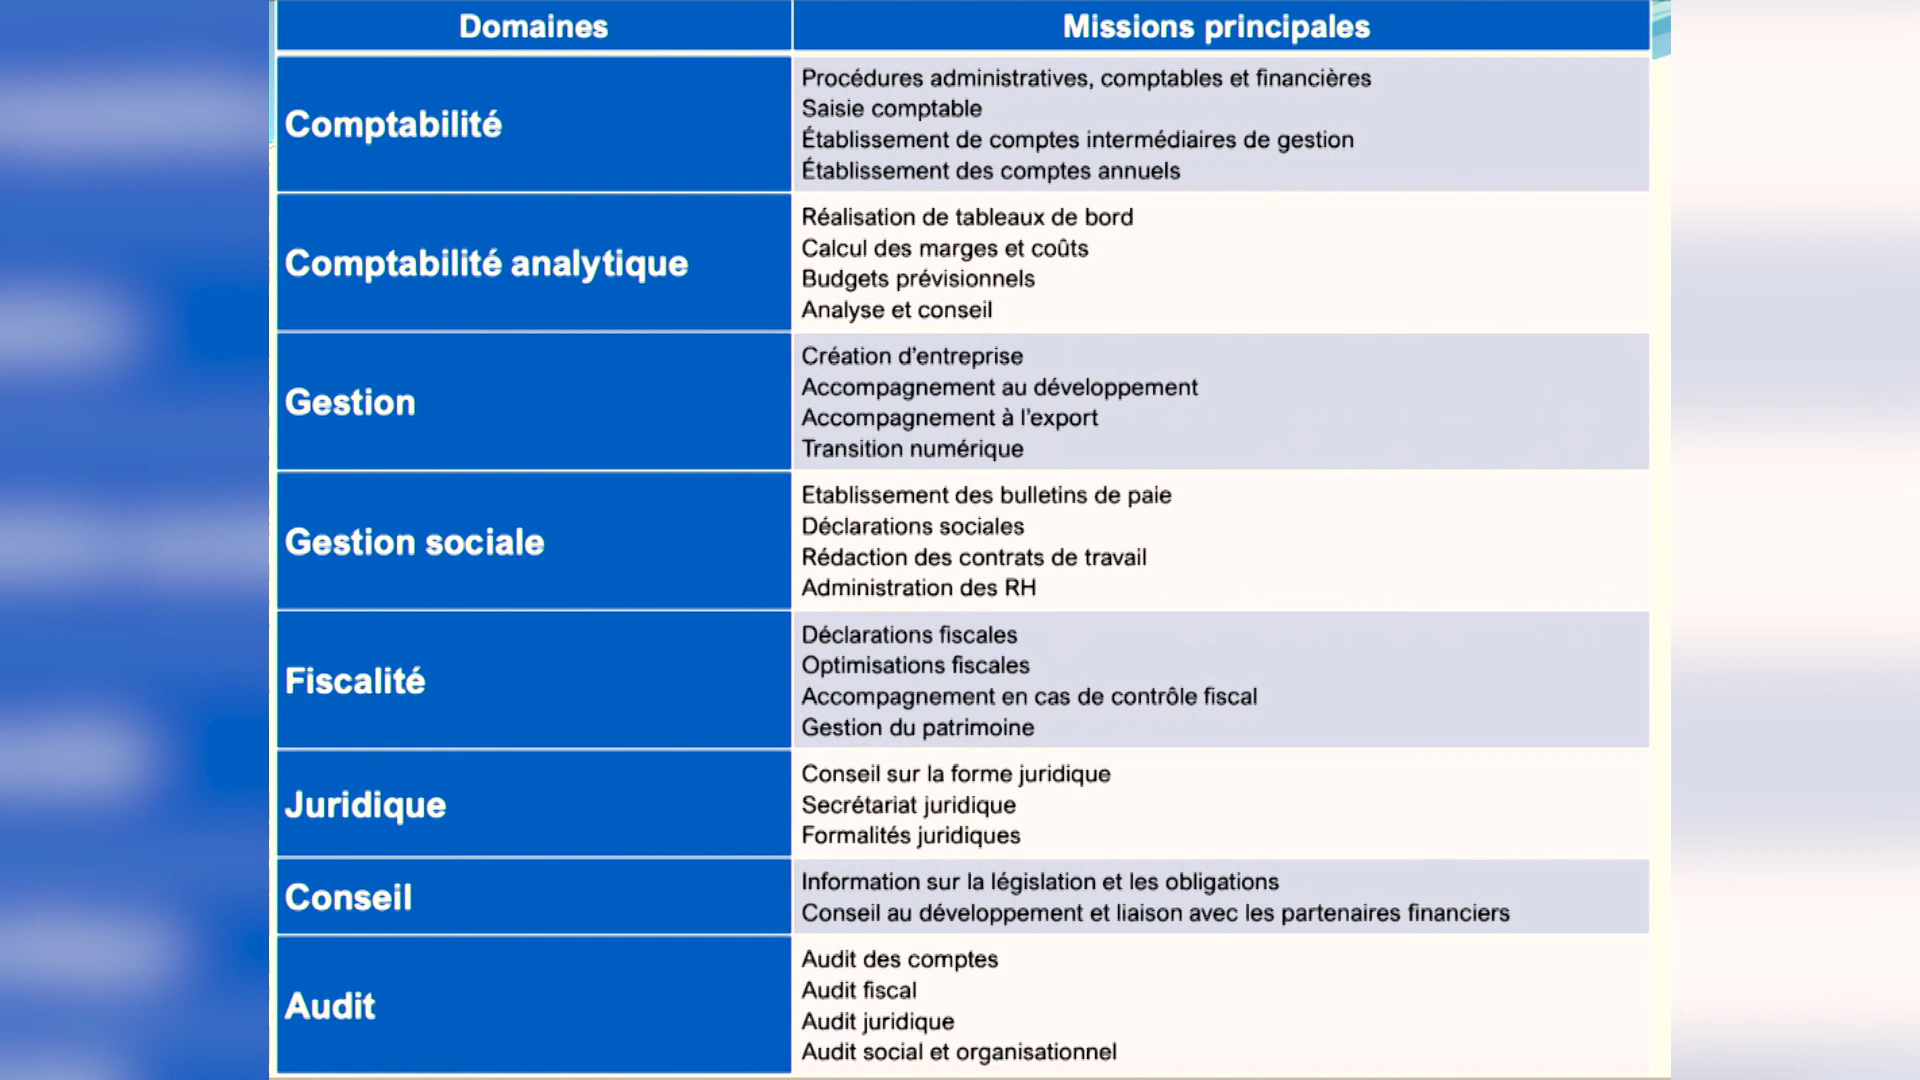 Domaines
Missions principales
Comptabilité
Procédures administratives, comptables et financières
Saisie comptable
Établissement de comptes intermédiaires de gestion
Établissement des comptes annuels
Comptabilité analytique
Réalisation de tableaux de bord
Calcul des marges et coûts
Budgets prévisionnels
Analyse et conseil
Gestion
Création d'entreprise
Accompagnement au développement
Accompagnement à l'export
Transition numérique
Gestion sociale
Etablissement des bulletins de paie
Déclarations sociales
Rédaction des contrats de travail
Administration des RH
Fiscalité
Déclarations fiscales
Optimisations fiscales
Accompagnement en cas de contrôle fiscal
Gestion du patrimoine
Juridique
Conseil sur la forme juridique
Secrétariat juridique
Formalités juridiques
Conseil
Information sur la législation et les obligations
Conseil au développement et liaison avec les partenaires financiers
Audit
Audit des comptes
Audit fiscal
Audit juridique
Audit social et organisationnel